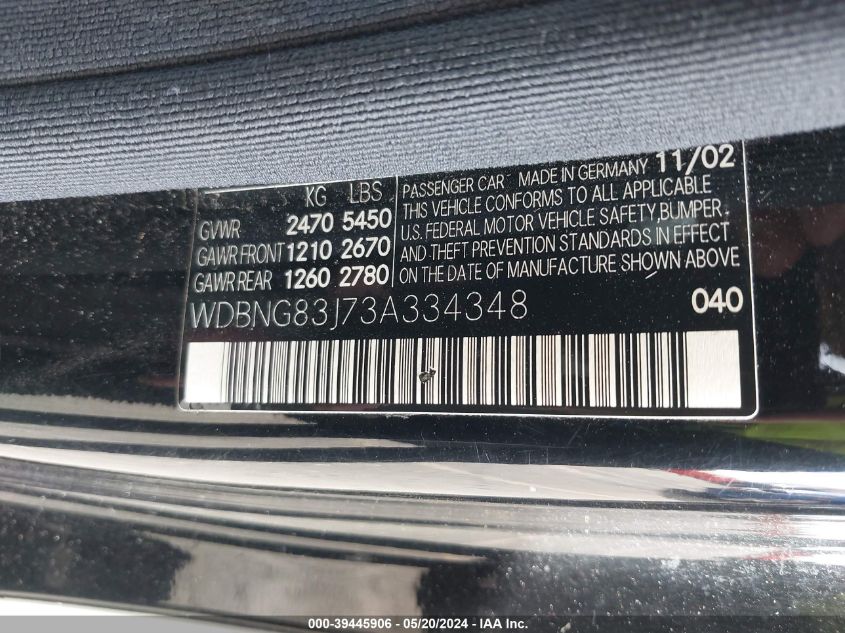 KG LBS
GVWR 2470 5450
GAWR FRONT 1210 2670
GAWR REAR 1260 2780
PASSENGER CAR MADE IN GERMANY 11/02
THIS VEHICLE CONFORMS TO ALL APPLICABLE
U.S. FEDERAL MOTOR VEHICLE SAFETY,BUMPER,
AND THEFT PREVENTION STANDARDS IN EFFECT
ON THE DATE OF MANUFACTURE SHOWN ABOVE
WDBNG83J73A334348 040
000-39445906 / 05/20/2024 - IAA Inc.